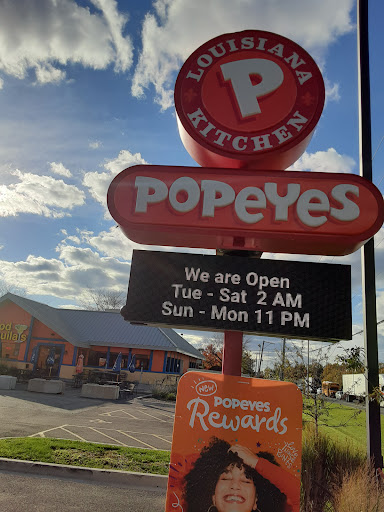 LOUISIANA
P
KITCHEN
POPEYES
We are Open
Tue - Sat 2 AM
Sun - Mon 11 PM
NEW
POPEYES
Rewards